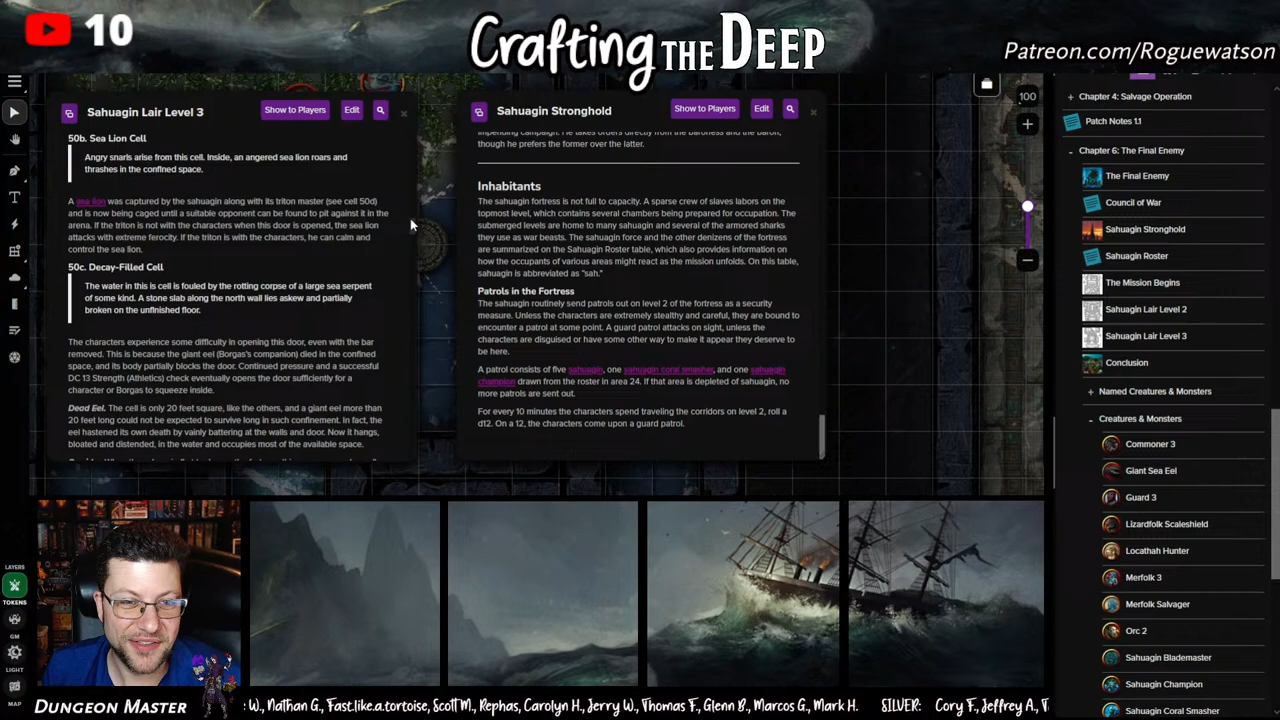 10
Crafting THE DEEP
Patreon.com/Roguewatson
Sahuagin Lair Level 3
Show to Players
Edit
50b. Sea Lion Cell
Angry snarls arise from this cell. Inside, an angered sea lion roars and
thrashes in the confined space.
A sea lion was captured by the sahuagin along with its triton master (see cell 50d)
and is now being caged until a suitable opponent can be found to pit against it in the
arena. If the triton is not with the characters when this door is opened, the sea lion
attacks with extreme ferocity. If the triton is with the characters, he can calm and
control the sea lion.
50c. Decay-Filled Cell
The water in this is cell is fouled by the rotting corpse of a large sea serpent
of some kind. A stone slab along the north wall lies askew and partially
broken on the unfinished floor.
The characters experience some difficulty in opening this door, even with the bar
removed. This is because the giant eel (Borgas's companion) died in the confined
space, and its body partially blocks the door. Continued pressure and a successful
DC 13 Strength (Athletics) check eventually opens the door sufficiently for a
character or Borgas to squeeze inside.
Dead Eel. The cell is only 20 feet square, like the others, and a giant eel more than
20 feet long could not be expected to survive long in such confinement. In fact, the
eel hastened its own death by vainly battering at the walls and door. Now it hangs,
bloated and distended, in the water and occupies most of the available space.
Sahuagin Stronghold
Show to Players
Edit
impending campaign. He takes orders directly from the Baroness and the Baron,
though he prefers the former over the latter.
Inhabitants
The sahuagin fortress is not full to capacity. A sparse crew of slaves labors on the
topmost level, which contains several chambers being prepared for occupation. The
submerged levels are home to many sahuagin and several of the armored sharks
they use as war beasts. The sahuagin force and the other denizens of the fortress
are summarized on the Sahuagin Roster table, which also provides information on
how the occupants of various areas might react as the mission unfolds. On this table,
sahuagin is abbreviated as "sah."
Patrols in the Fortress
The sahuagin routinely send patrols out on level 2 of the fortress as a security
measure. Unless the characters are extremely stealthy and careful, they are bound to
encounter a patrol at some point. A guard patrol attacks on sight, unless the
characters are disguised or have some other way to make it appear they deserve to
be here.
A patrol consists of five sahuagin, one sahuagin coral smasher, and one sahuagin
champion drawn from the roster in area 24. If that area is depleted of sahuagin, no
more patrols are sent out.
For every 10 minutes the characters spend traveling the corridors on level 2, roll a
d12. On a 12, the characters come upon a guard patrol.
100
Chapter 4: Salvage Operation
Patch Notes 1.1
Chapter 6: The Final Enemy
The Final Enemy
Council of War
Sahuagin Stronghold
Sahuagin Roster
The Mission Begins
Sahuagin Lair Level 2
Sahuagin Lair Level 3
Conclusion
Named Creatures & Monsters
Creatures & Monsters
Commoner 3
Giant Sea Eel
Guard 3
Lizardfolk Scaleshield
Locathah Hunter
Merfolk 3
Merfolk Salvager
Orc 2
Sahuagin Blademaster
Sahuagin Champion
Sahuagin Coral Smasher
LAYERS
TOKENS
GM
LIGHT
MAP
DUNGEON MASTER
: W., Nathan G., Fast.like.a.tortoise, Scott M., Rephas, Carolyn H., Jerry W., Thomas F., Glenn B., Marcos G., Mark H. SILVER: Cory F., Jeffrey A.,